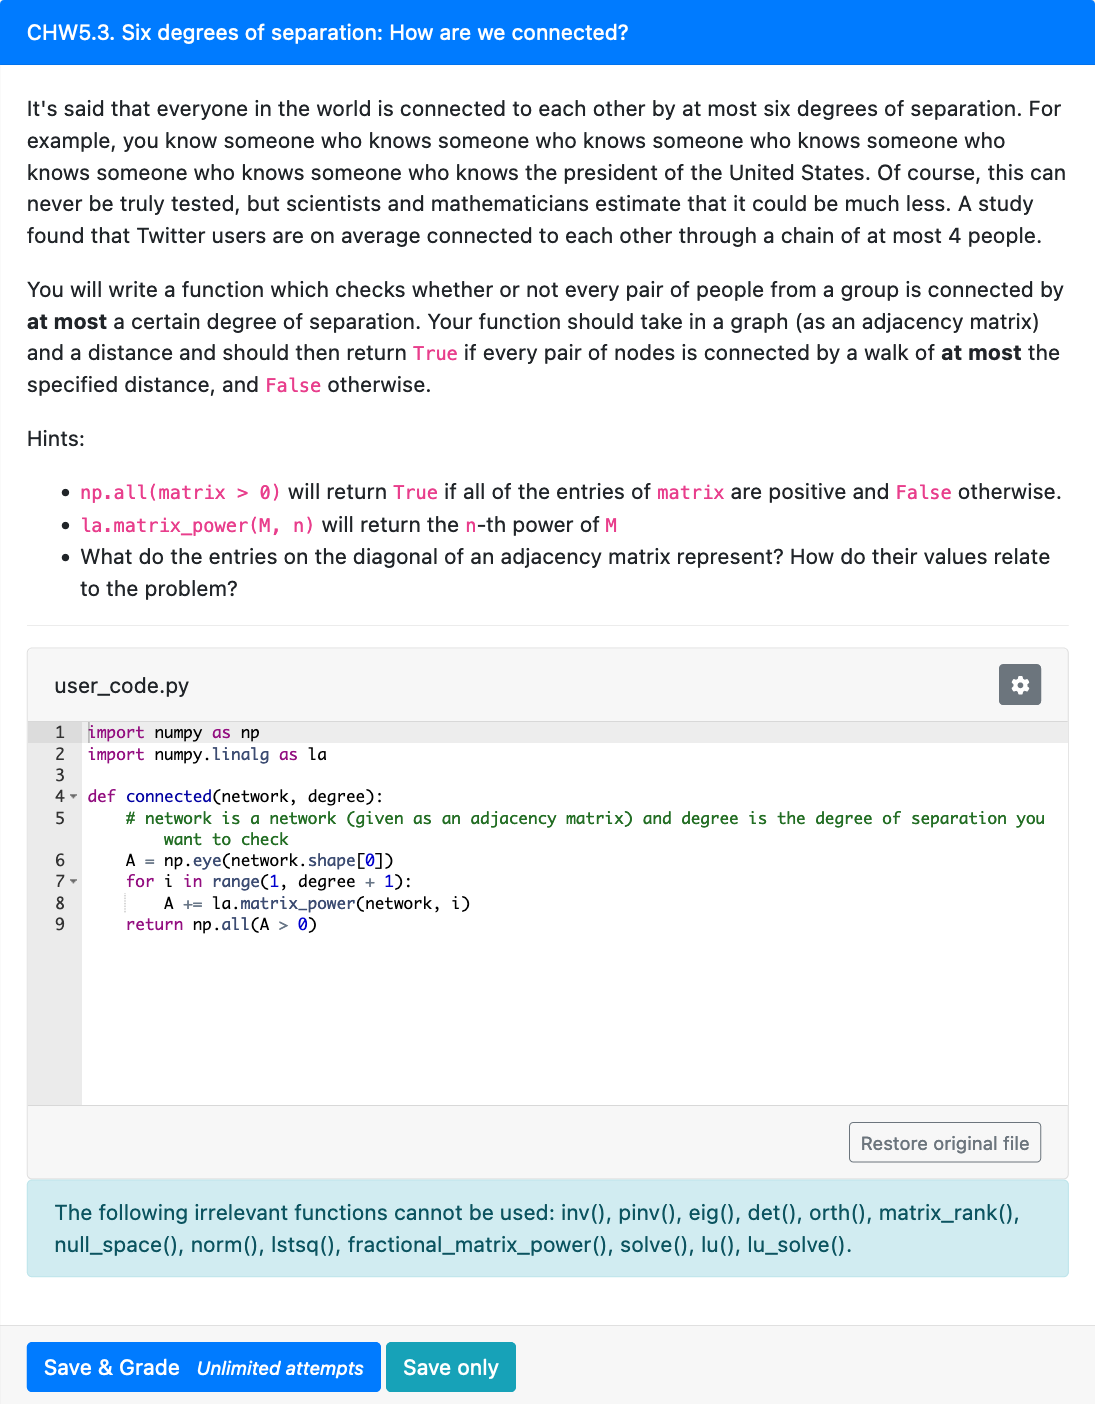 CHW5.3. Six degrees of separation: How are we connected?
It's said that everyone in the world is connected to each other by at most six degrees of separation. For
example, you know someone who knows someone who knows someone who knows someone who
knows someone who knows someone who knows the president of the United States. Of course, this can
never be truly tested, but scientists and mathematicians estimate that it could be much less. A study
found that Twitter users are on average connected to each other through a chain of at most 4 people.
You will write a function which checks whether or not every pair of people from a group is connected by
at most a certain degree of separation. Your function should take in a graph (as an adjacency matrix)
and a distance and should then return True if every pair of nodes is connected by a walk of at most the
specified distance, and False otherwise.
Hints:
• np.all(matrix > 0) will return True if all of the entries of matrix are positive and False otherwise.
• la.matrix_power(M, n) will return the n-th power of M
• What do the entries on the diagonal of an adjacency matrix represent? How do their values relate
to the problem?
user_code.py
1 import numpy as np
2 import numpy.linalg as la
3
4 def connected(network, degree):
5     # network is a network (given as an adjacency matrix) and degree is the degree of separation you
want to check
6     A = np.eye(network.shape[0])
7     for i in range(1, degree + 1):
8         A += la.matrix_power(network, i)
9     return np.all(A > 0)
Restore original file
The following irrelevant functions cannot be used: inv(), pinv(), eig(), det(), orth(), matrix_rank(),
null_space(), norm(), lstsq(), fractional_matrix_power(), solve(), lu(), lu_solve().
Save & Grade Unlimited attempts Save only